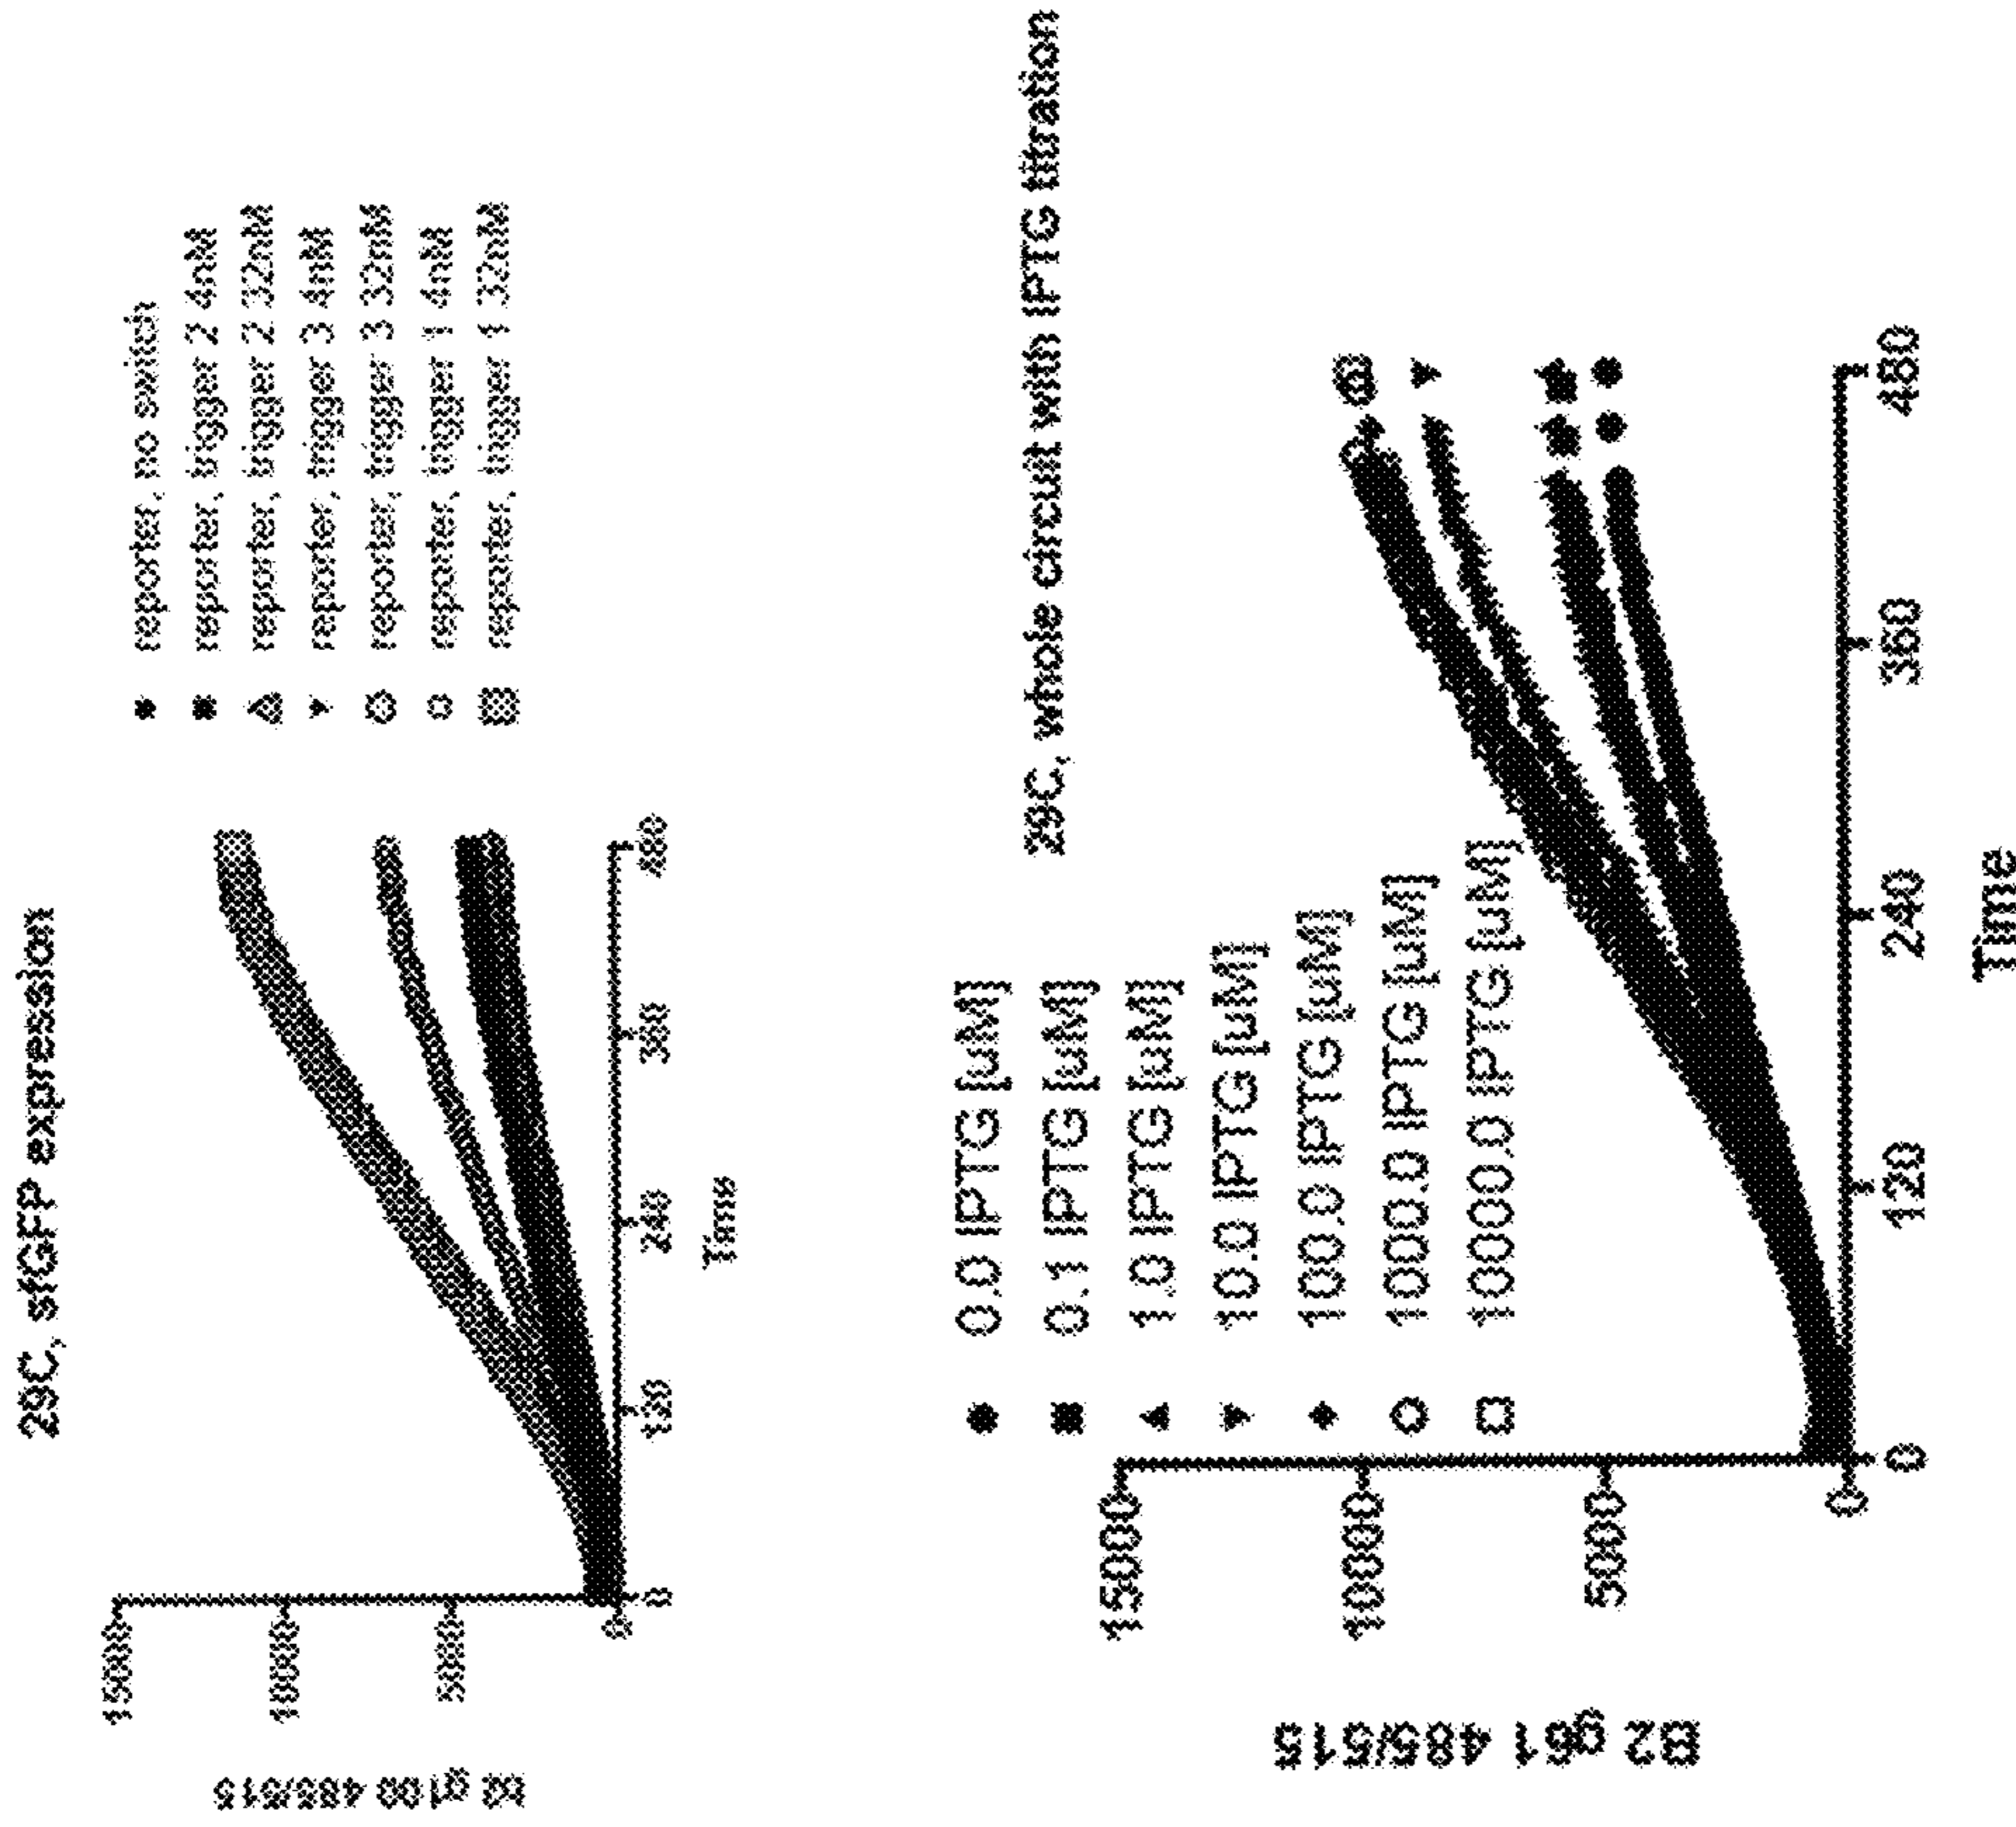 29C, sfGFP expression
reporter, no switch
reporter, trigger 2 4nM
reporter, trigger 2 32nM
reporter, trigger 3 4nM
reporter, trigger 3 32nM
reporter, trigger 1 4nM
reporter, trigger 1 32nM
15000
10000
5000
0
0
120
240
360
480
Time
485/515
29C, whole circuit with IPTG titration
0.0 IPTG [uM]
0.1 IPTG [uM]
1.0 IPTG [uM]
10.0 IPTG [uM]
100.0 IPTG [uM]
1000.0 IPTG [uM]
10000.0 IPTG [uM]
15000
10000
5000
0
0
120
240
360
480
Time
B2 g61 485/515